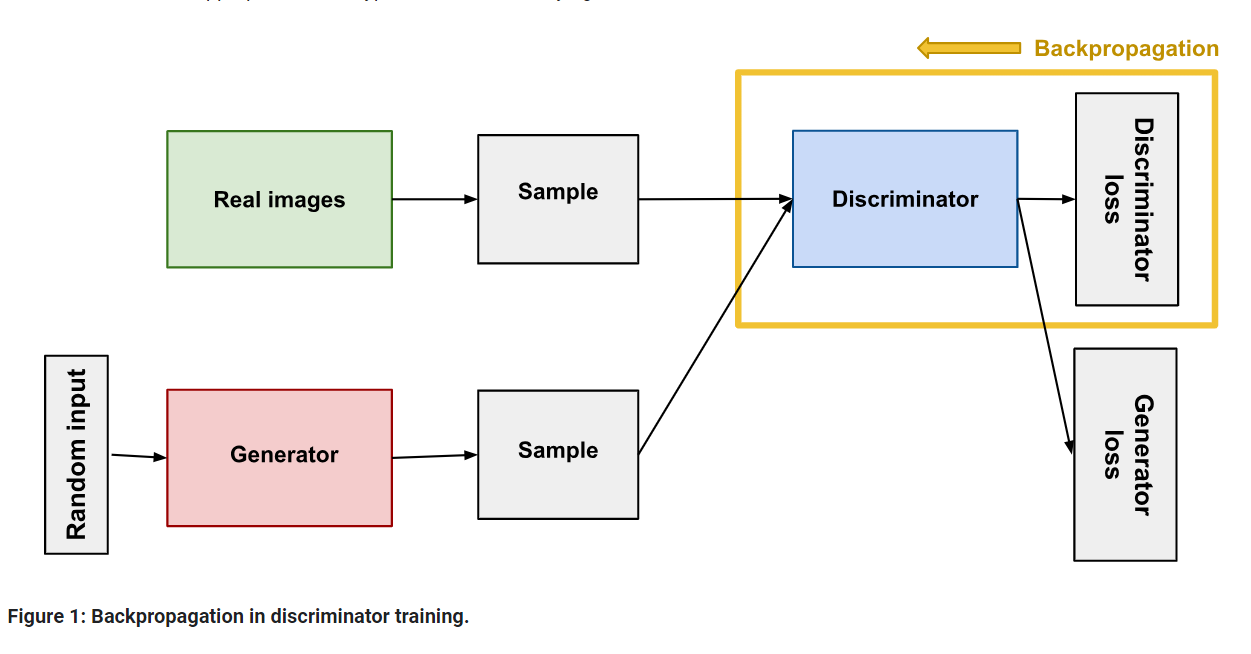 Backpropagation
Real images
Sample
Discriminator
Discriminator
loss
Random input
Generator
Sample
Generator
loss
Figure 1: Backpropagation in discriminator training.